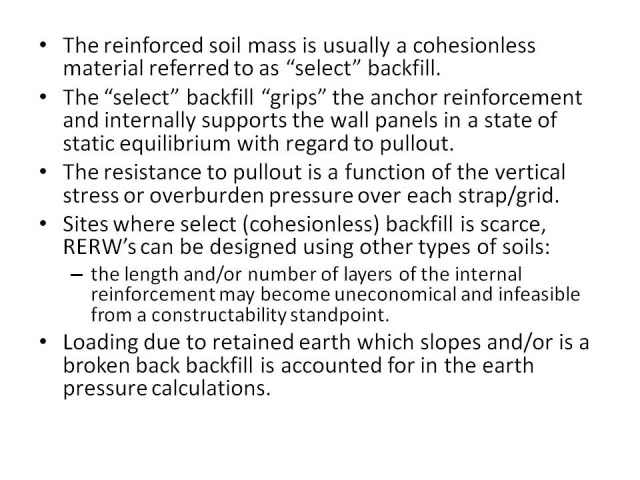 • The reinforced soil mass is usually a cohesionless
material referred to as “select” backfill.
• The “select” backfill “grips” the anchor reinforcement
and internally supports the wall panels in a state of
static equilibrium with regard to pullout.
• The resistance to pullout is a function of the vertical
stress or overburden pressure over each strap/grid.
• Sites where select (cohesionless) backfill is scarce,
RERW’s can be designed using other types of soils:
– the length and/or number of layers of the internal
reinforcement may become uneconomical and infeasible
from a constructability standpoint.
• Loading due to retained earth which slopes and/or is a
broken back backfill is accounted for in the earth
pressure calculations.